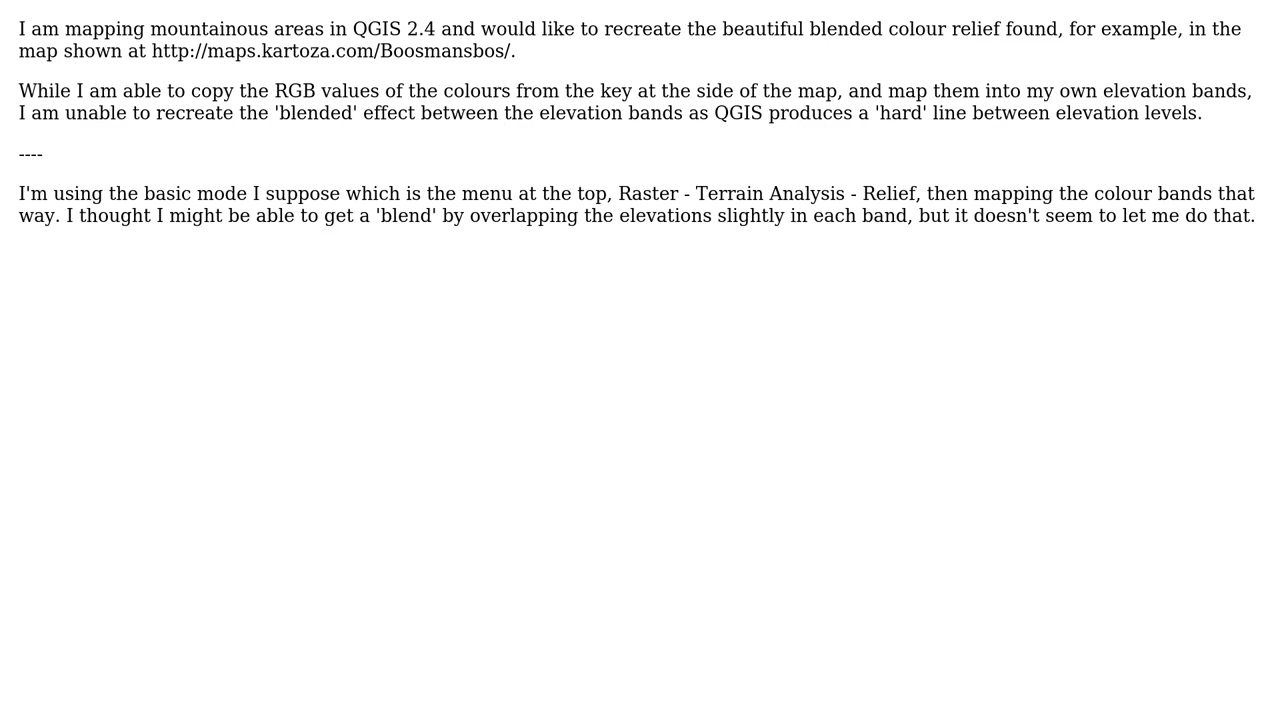 I am mapping mountainous areas in QGIS 2.4 and would like to recreate the beautiful blended colour relief found, for example, in the
map shown at http://maps.kartoza.com/Boosmansbos/.
While I am able to copy the RGB values of the colours from the key at the side of the map, and map them into my own elevation bands,
I am unable to recreate the 'blended' effect between the elevation bands as QGIS produces a 'hard' line between elevation levels.
----
I'm using the basic mode I suppose which is the menu at the top, Raster - Terrain Analysis - Relief, then mapping the colour bands that
way. I thought I might be able to get a 'blend' by overlapping the elevations slightly in each band, but it doesn't seem to let me do that.